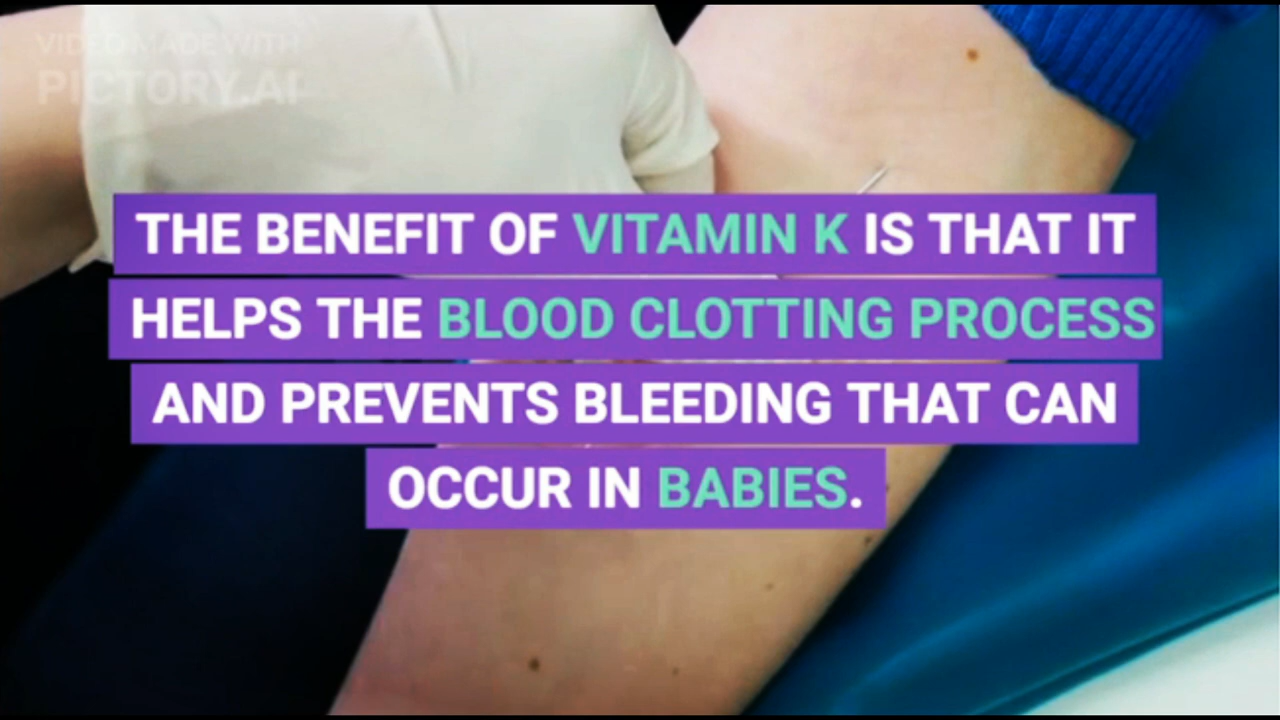 VIDEO MADE WITH
PICTORY.AI
THE BENEFIT OF VITAMIN K IS THAT IT
HELPS THE BLOOD CLOTTING PROCESS
AND PREVENTS BLEEDING THAT CAN
OCCUR IN BABIES.